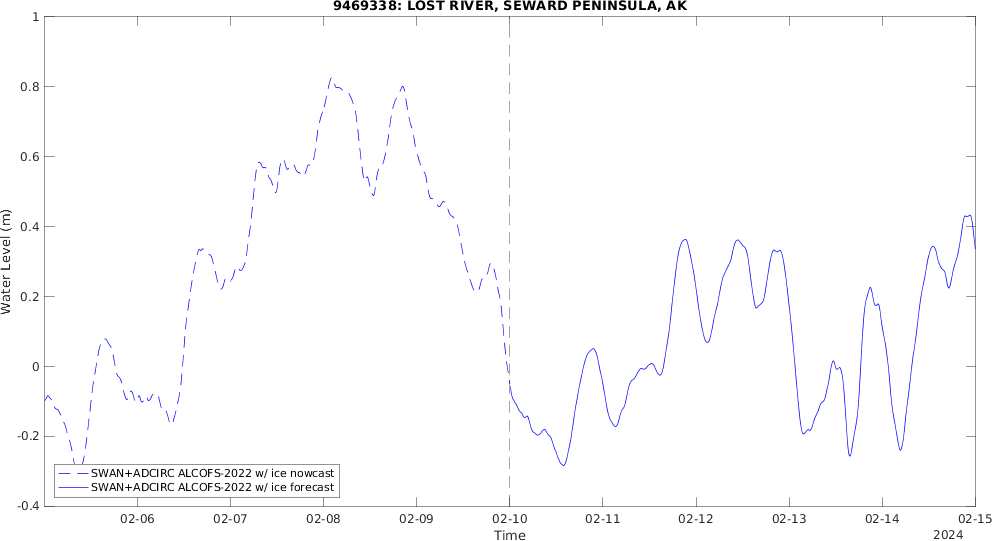 9469338: LOST RIVER, SEWARD PENINSULA, AK
1
0.8
0.6
0.4
0.2
0
-0.2
-0.4
Water Level (m)
SWAN+ADCIRC ALCOFS-2022 w/ ice nowcast
SWAN+ADCIRC ALCOFS-2022 w/ ice forecast
02-06 02-07 02-08 02-09 02-10 02-11 02-12 02-13 02-14 02-15
Time
2024